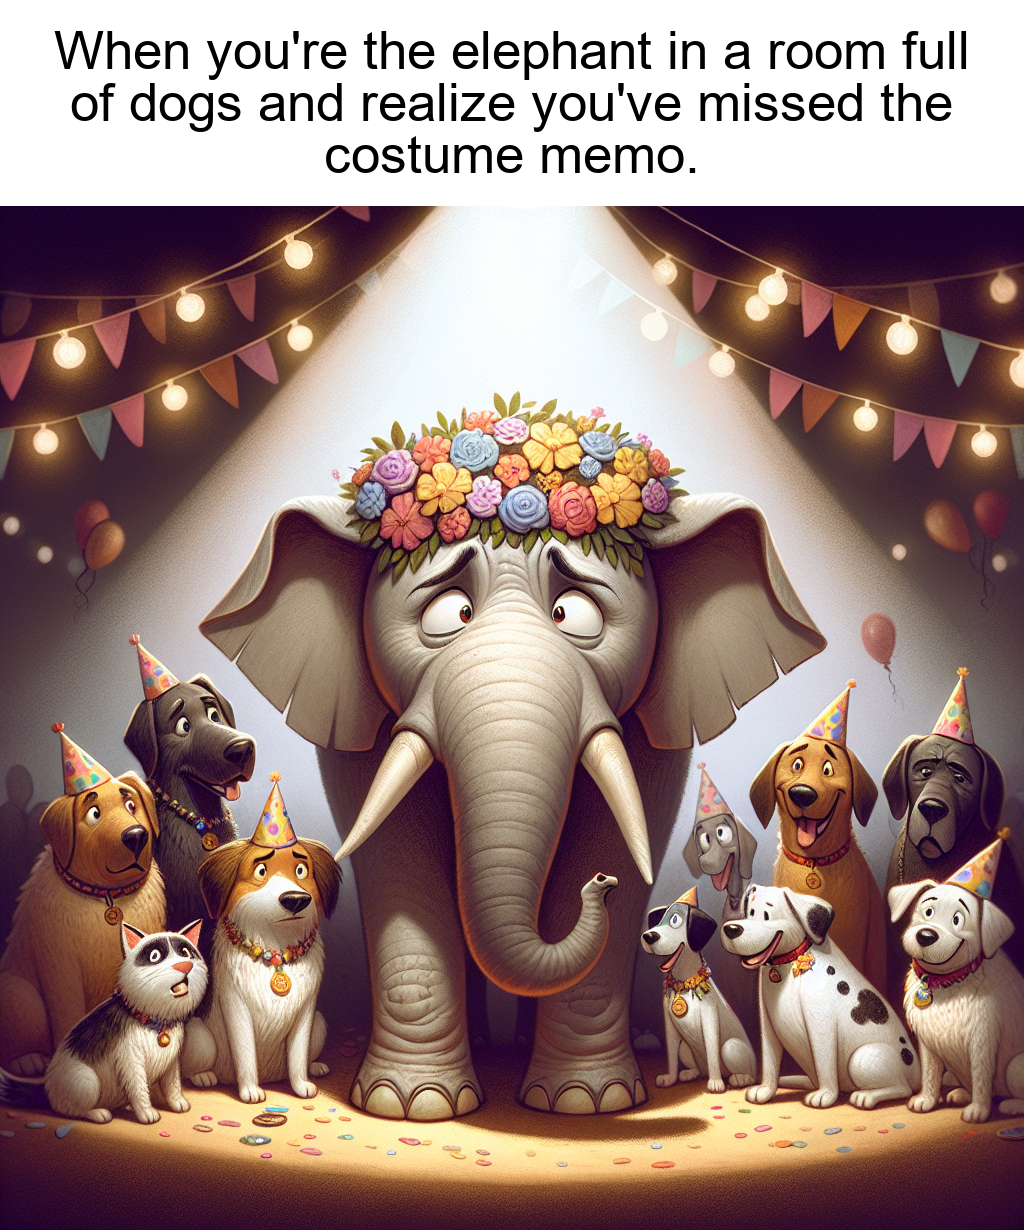 When you're the elephant in a room full
of dogs and realize you've missed the
costume memo.